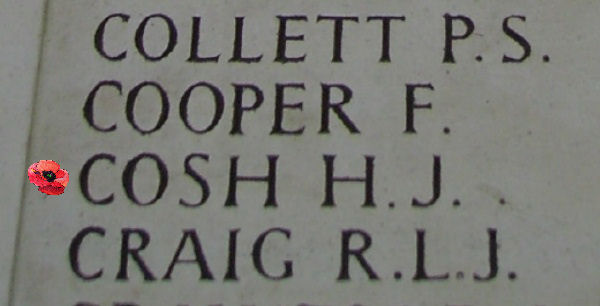 COLLETT P.S.
COOPER F.
COSH H.J.
CRAIG R.L.J.